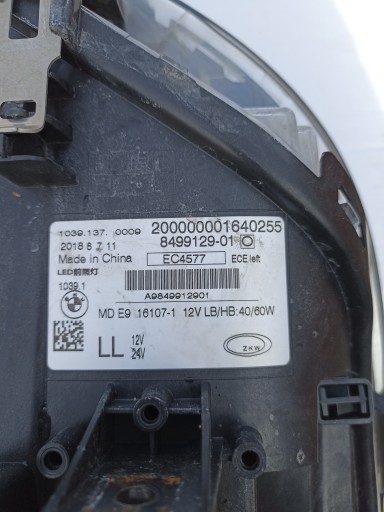 1039.137. 0009 200000001640255
2018 8 7 11 8499129-01
Made in China EC4577 ECE left
LED前照灯
1039.1
A9849912901
MD E9 16107-1 12V LB/HB:40/60W
LL 12V
24V
ZKW